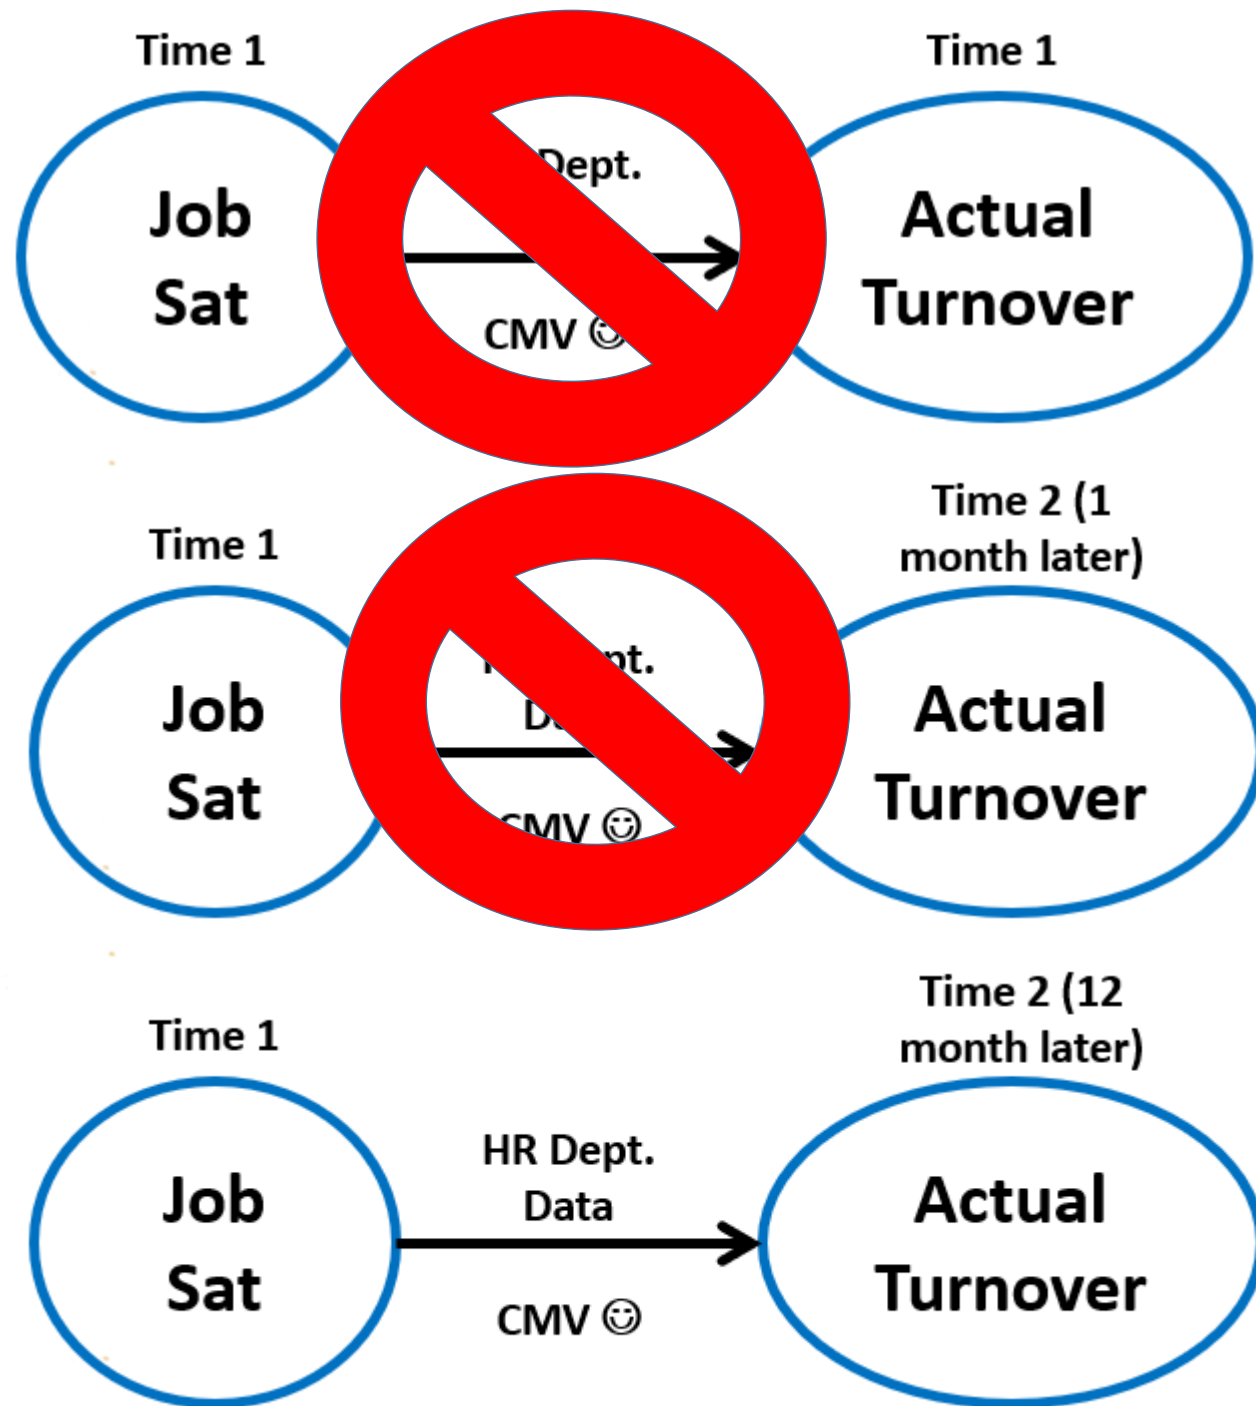 Time 1
Time 1
Job
Sat
Dept.
CMV ☺
Actual
Turnover
Time 1
Time 2 (1
month later)
Job
Sat
CMV ☺
Actual
Turnover
Time 1
Time 2 (12
month later)
Job
Sat
HR Dept.
Data
CMV ☺
Actual
Turnover